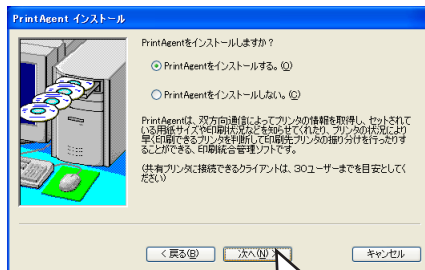 PrintAgent インストール
PrintAgentをインストールしますか?
PrintAgentをインストールする。(O)
PrintAgentをインストールしない。(O)
PrintAgentは、双方向通信によってプリンタの情報を取得し、セットされて
いる用紙サイズや印刷状況などを知らせてくれたり、プリンタの状況により
早く印刷できるプリンタを判断して印刷先プリンタの振り分けを行ったりす
ることができる、印刷統合管理ソフトです。
(共有プリンタに接続できるクライアントは、30ユーザーまでを目安としてく
ださい)
< 戻る(B)
次へ(N) >
キャンセル